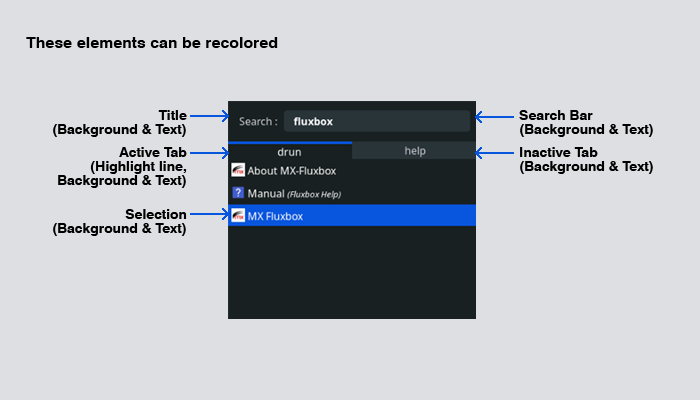 These elements can be recolored
Title
(Background & Text)
Active Tab
(Highlight line,
Background & Text)
Selection
(Background & Text)
Search :
fluxbox
drun
help
About MX-Fluxbox
Manual (Fluxbox Help)
MX Fluxbox
Search Bar
(Background & Text)
Inactive Tab
(Background & Text)